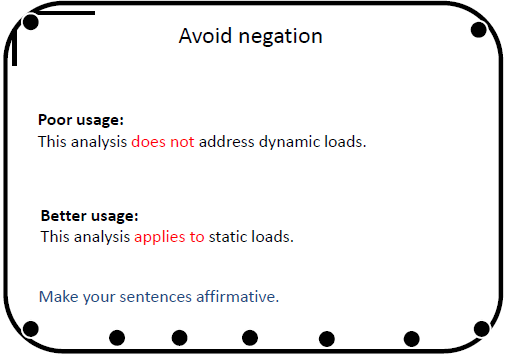 Avoid negation
Poor usage:
This analysis does not address dynamic loads.
Better usage:
This analysis applies to static loads.
Make your sentences affirmative.